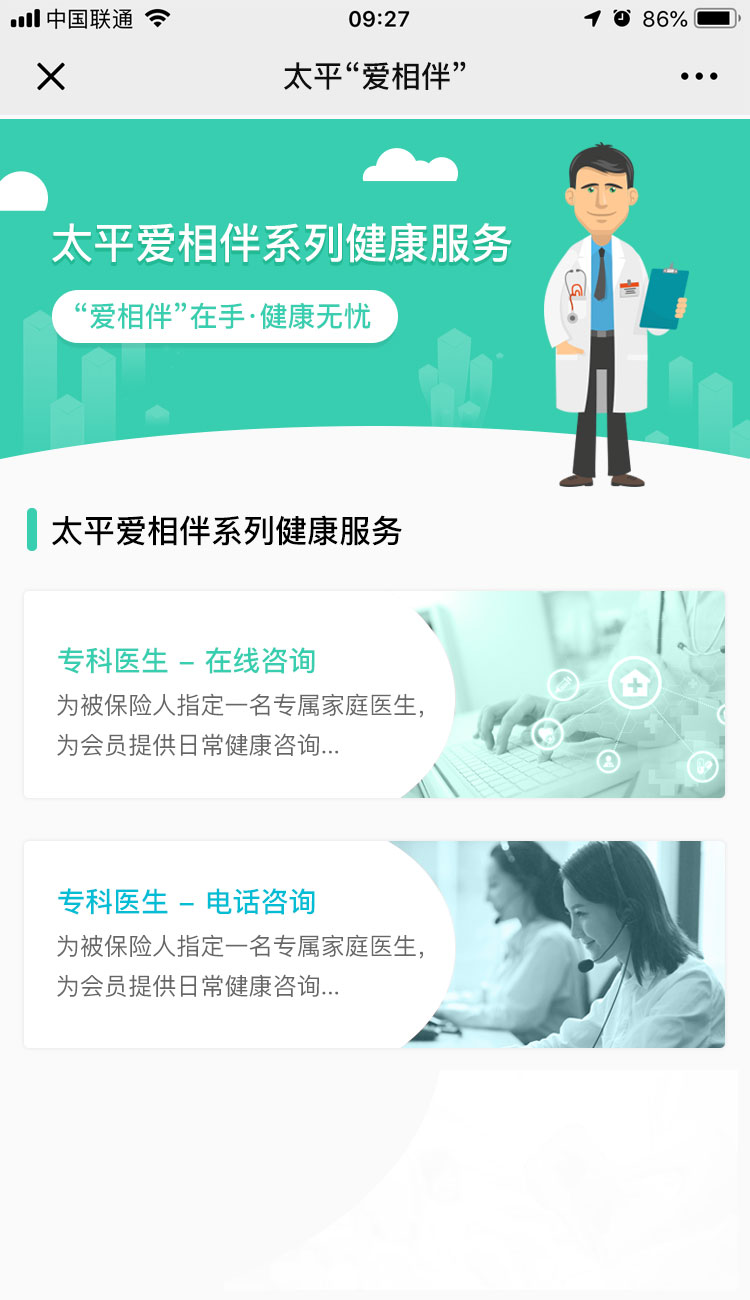 中国联通 09:27 86%
太平“爱相伴”
太平爱相伴系列健康服务
“爱相伴”在手·健康无忧
太平爱相伴系列健康服务
专科医生 – 在线咨询
为被保险人指定一名专属家庭医生,
为会员提供日常健康咨询...
专科医生 – 电话咨询
为被保险人指定一名专属家庭医生,
为会员提供日常健康咨询...